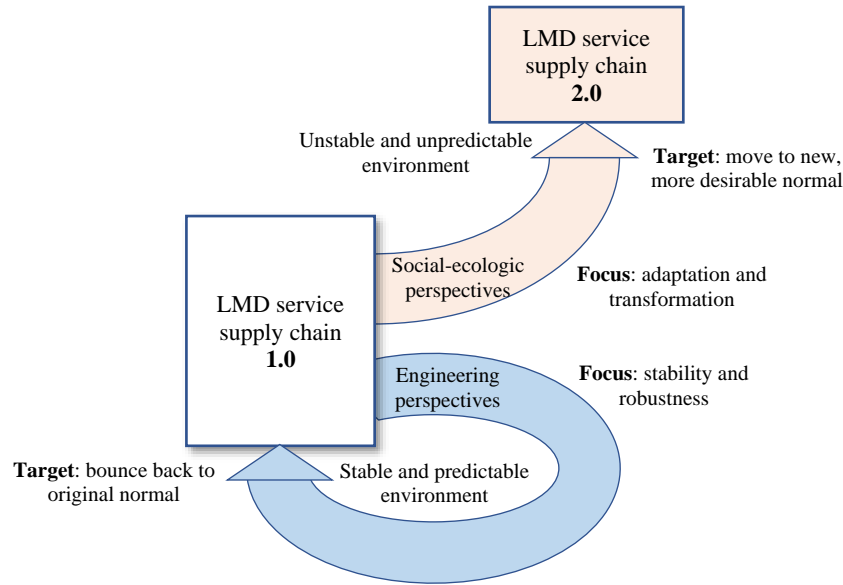 LMD service
supply chain
2.0
Unstable and unpredictable
environment
Target: move to new,
more desirable normal
Social-ecologic
perspectives
Focus: adaptation and
transformation
LMD service
supply chain
1.0
Engineering
perspectives
Focus: stability and
robustness
Target: bounce back to
original normal
Stable and predictable
environment